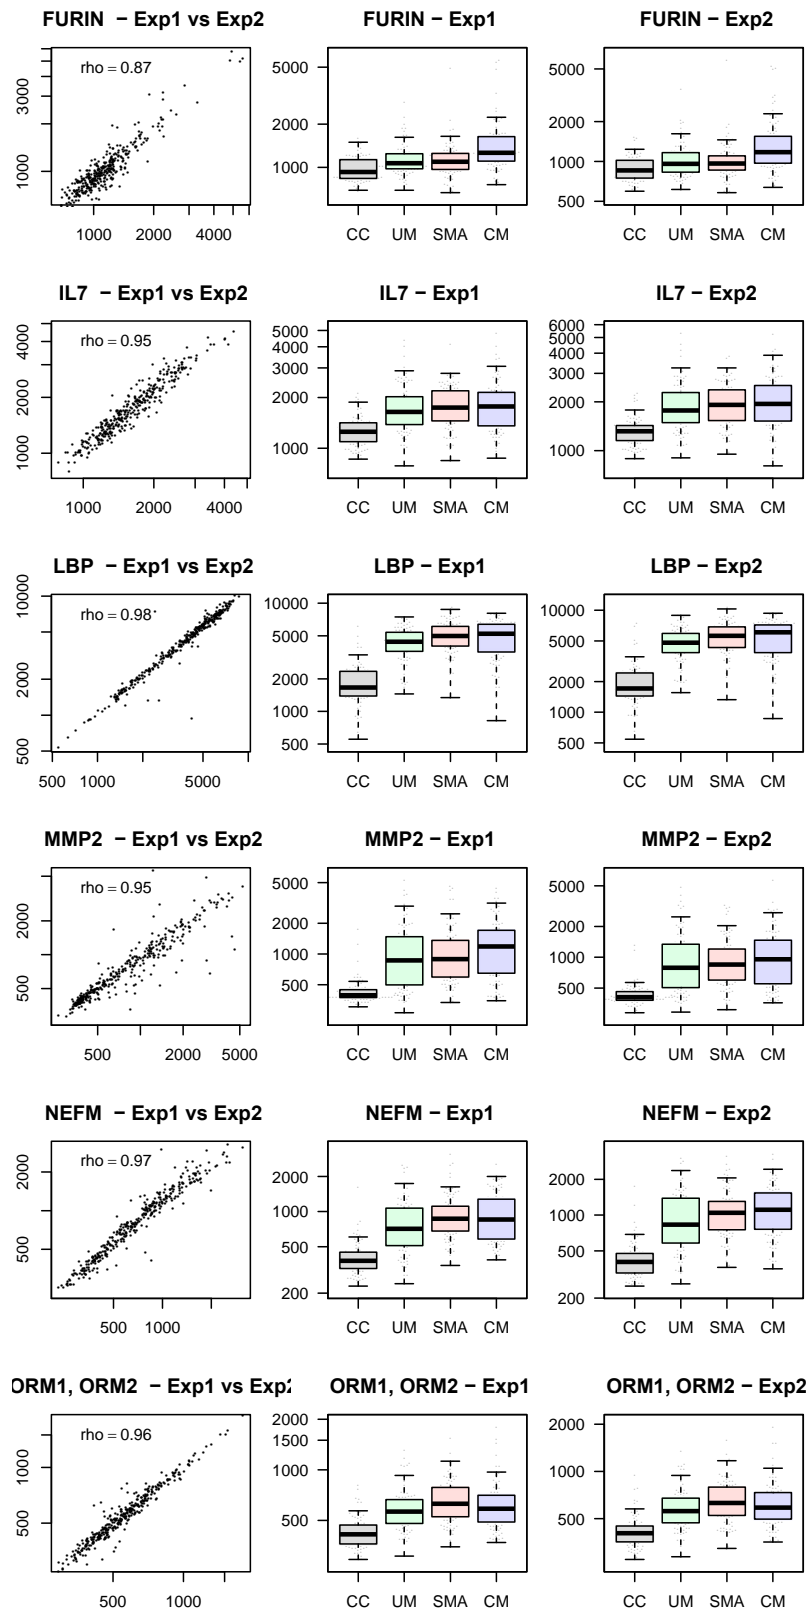 FURIN − Exp1 vs Exp2
rho = 0.87
3000
1000
1000 2000 4000
FURIN − Exp1
5000
2000
1000
CC UM SMA CM
FURIN − Exp2
5000
2000
1000
500
CC UM SMA CM
IL7 − Exp1 vs Exp2
rho = 0.95
4000
2000
1000
1000 2000 4000
IL7 − Exp1
5000
4000
3000
2000
1000
CC UM SMA CM
IL7 − Exp2
6000
5000
4000
3000
2000
1000
CC UM SMA CM
LBP − Exp1 vs Exp2
rho = 0.98
10000
2000
500
500 1000 5000
LBP − Exp1
10000
5000
2000
1000
500
CC UM SMA CM
LBP − Exp2
10000
5000
2000
1000
500
CC UM SMA CM
MMP2 − Exp1 vs Exp2
rho = 0.95
2000
500
500 2000 5000
MMP2 − Exp1
5000
2000
1000
500
CC UM SMA CM
MMP2 − Exp2
5000
2000
1000
500
CC UM SMA CM
NEFM − Exp1 vs Exp2
rho = 0.97
2000
500
500 1000
NEFM − Exp1
2000
1000
500
200
CC UM SMA CM
NEFM − Exp2
2000
1000
500
200
CC UM SMA CM
ORM1, ORM2 − Exp1 vs Exp2
rho = 0.96
1000
500
500 1000
ORM1, ORM2 − Exp1
2000
1500
1000
500
CC UM SMA CM
ORM1, ORM2 − Exp2
2000
1000
500
CC UM SMA CM